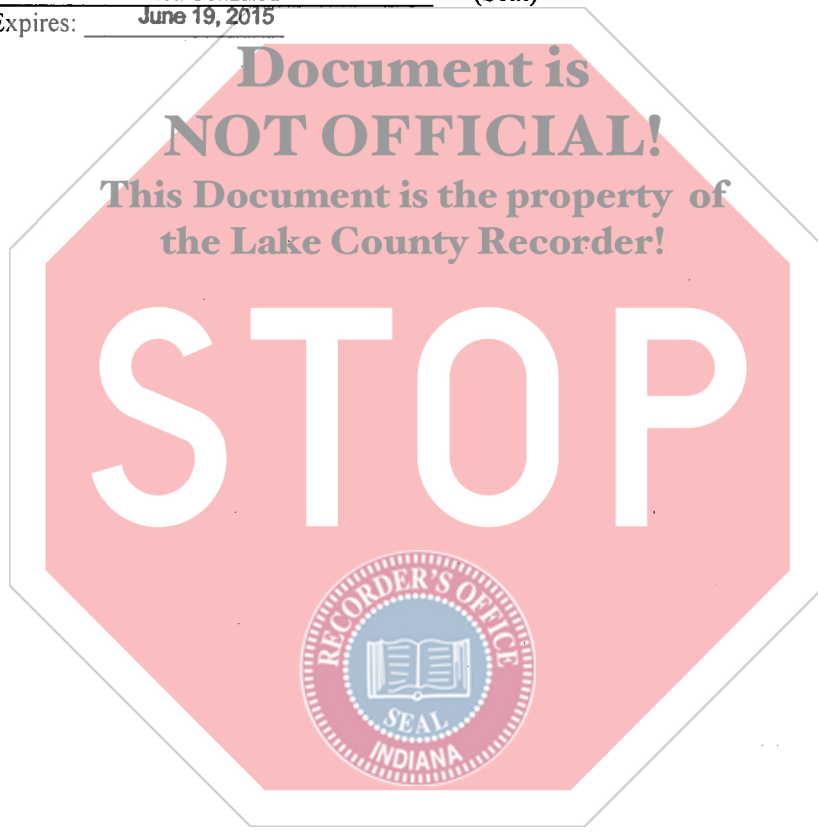 Expires: June 19, 2015
Document is
NOT OFFICIAL!
This Document is the property of
the Lake County Recorder!
STOP
RECORDER'S OFFICE
SEAL
INDIANA